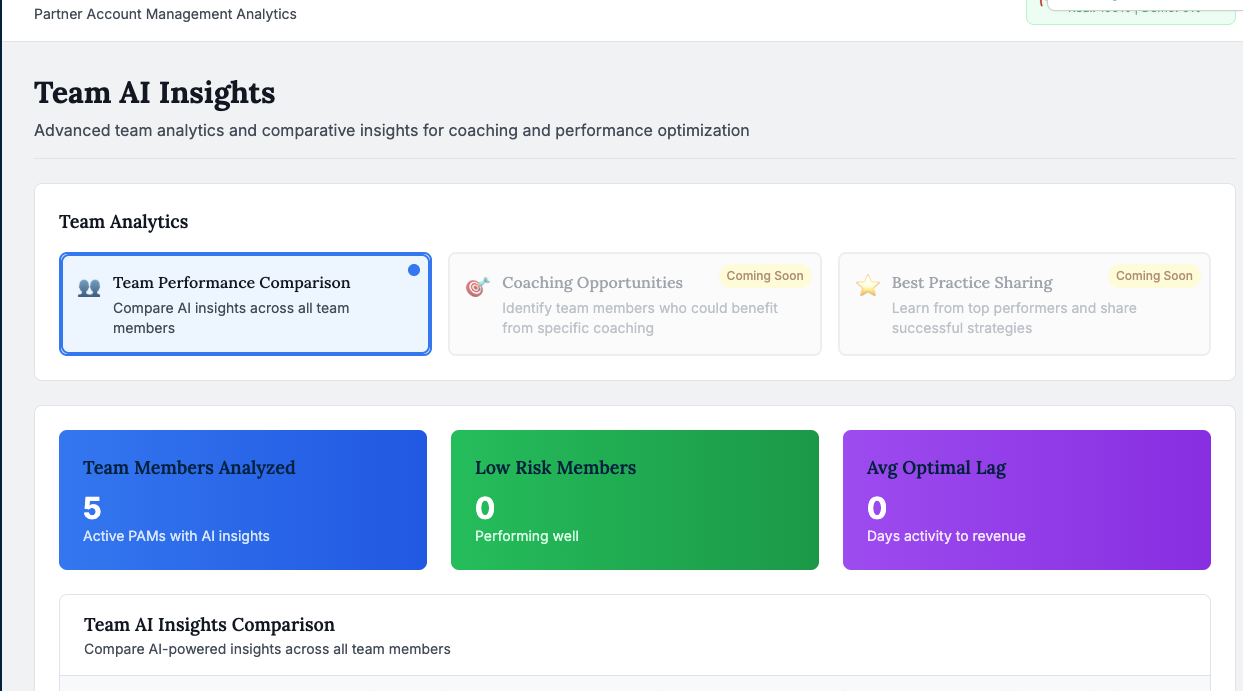 Partner Account Management Analytics
Team AI Insights
Advanced team analytics and comparative insights for coaching and performance optimization
Team Analytics
Team Performance Comparison
Compare AI insights across all team
members
Coaching Opportunities
Coming Soon
Identify team members who could benefit
from specific coaching
Best Practice Sharing
Coming Soon
Learn from top performers and share
successful strategies
Team Members Analyzed
5
Active PAMs with AI insights
Low Risk Members
0
Performing well
Avg Optimal Lag
0
Days activity to revenue
Team AI Insights Comparison
Compare AI-powered insights across all team members